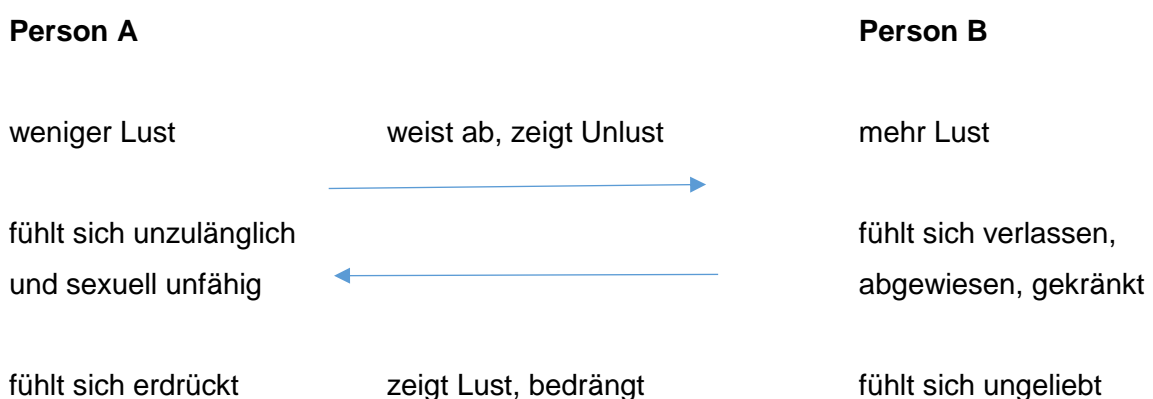 Person A Person B
weniger Lust weist ab, zeigt Unlust mehr Lust
fühlt sich unzulänglich fühlt sich verlassen,
und sexuell unfähig abgewiesen, gekränkt
fühlt sich erdrückt zeigt Lust, bedrängt fühlt sich ungeliebt